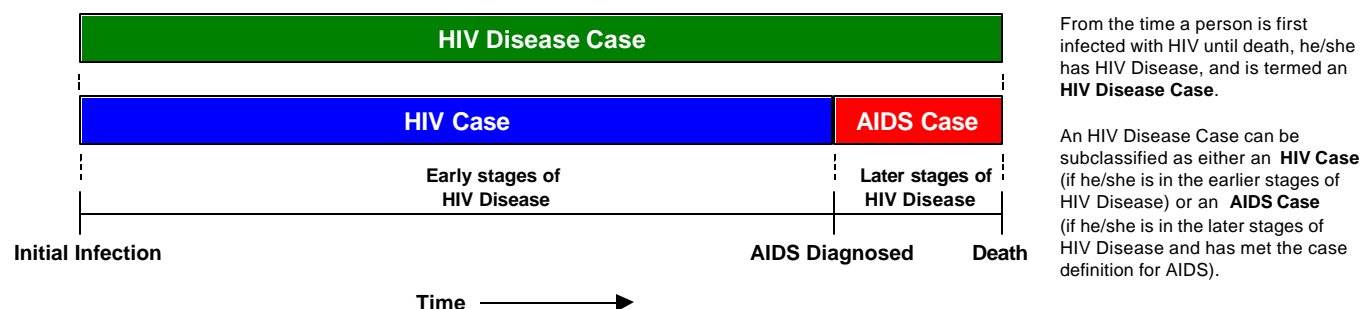 HIV Disease Case
HIV Case
AIDS Case
Early stages of
HIV Disease
Later stages of
HIV Disease
Initial Infection
AIDS Diagnosed
Death
Time
From the time a person is first
infected with HIV until death, he/she
has HIV Disease, and is termed an
HIV Disease Case.
An HIV Disease Case can be
subclassified as either an HIV Case
(if he/she is in the earlier stages of
HIV Disease) or an AIDS Case
(if he/she is in the later stages of
HIV Disease and has met the case
definition for AIDS).